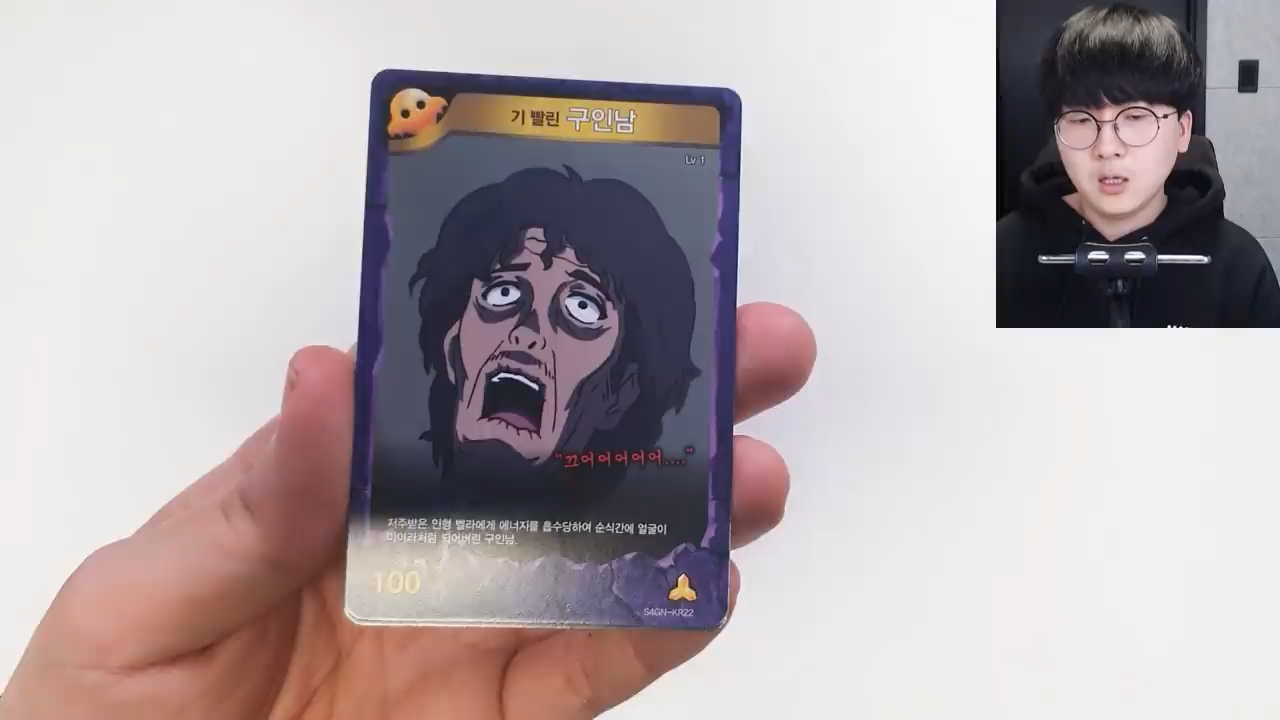 기 빨린 구인남
Lv.1
"끄어어어어어...."
저주받은 인형 벨라에게 에너지를 흡수당하여 순식간에 얼굴이
미이라처럼 되어버린 구인남.
100
S4GN-KR22